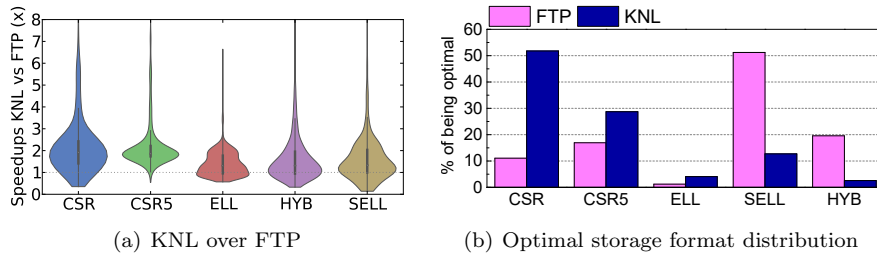 Speedups KNL vs FTP (x)
8
7
6
5
4
3
2
1
0
CSR CSR5 ELL HYB SELL
(a) KNL over FTP
FTP KNL
% of being optimal
60
50
40
30
20
10
0
CSR CSR5 ELL SELL HYB
(b) Optimal storage format distribution